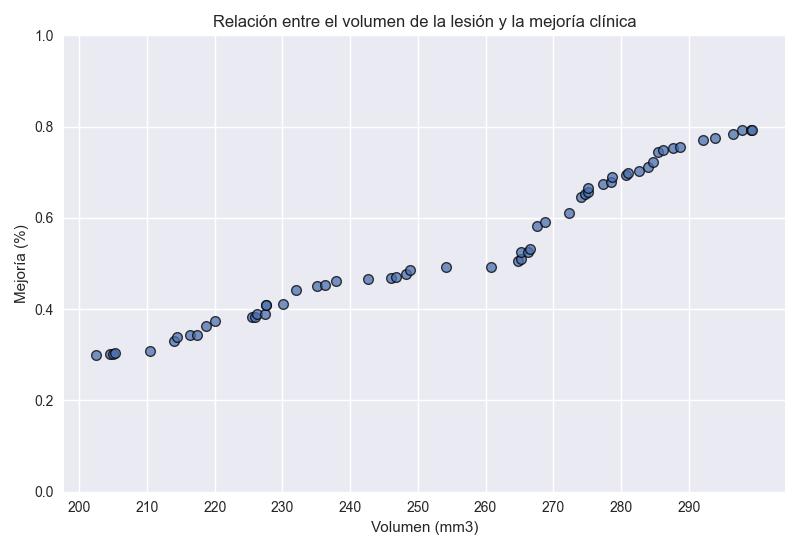 Relación entre el volumen de la lesión y la mejoría clínica
Mejoría (%)
1.0
0.8
0.6
0.4
0.2
0.0
200 210 220 230 240 250 260 270 280 290
Volumen (mm3)